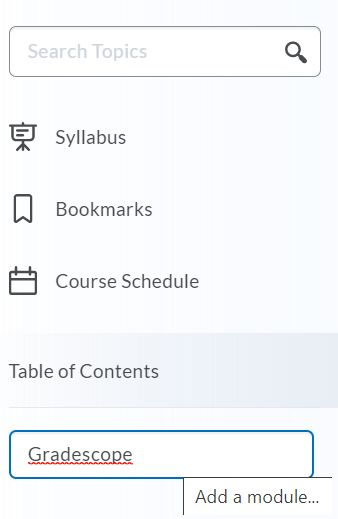 Search Topics
Syllabus
Bookmarks
Course Schedule
Table of Contents
Gradescope
Add a module...